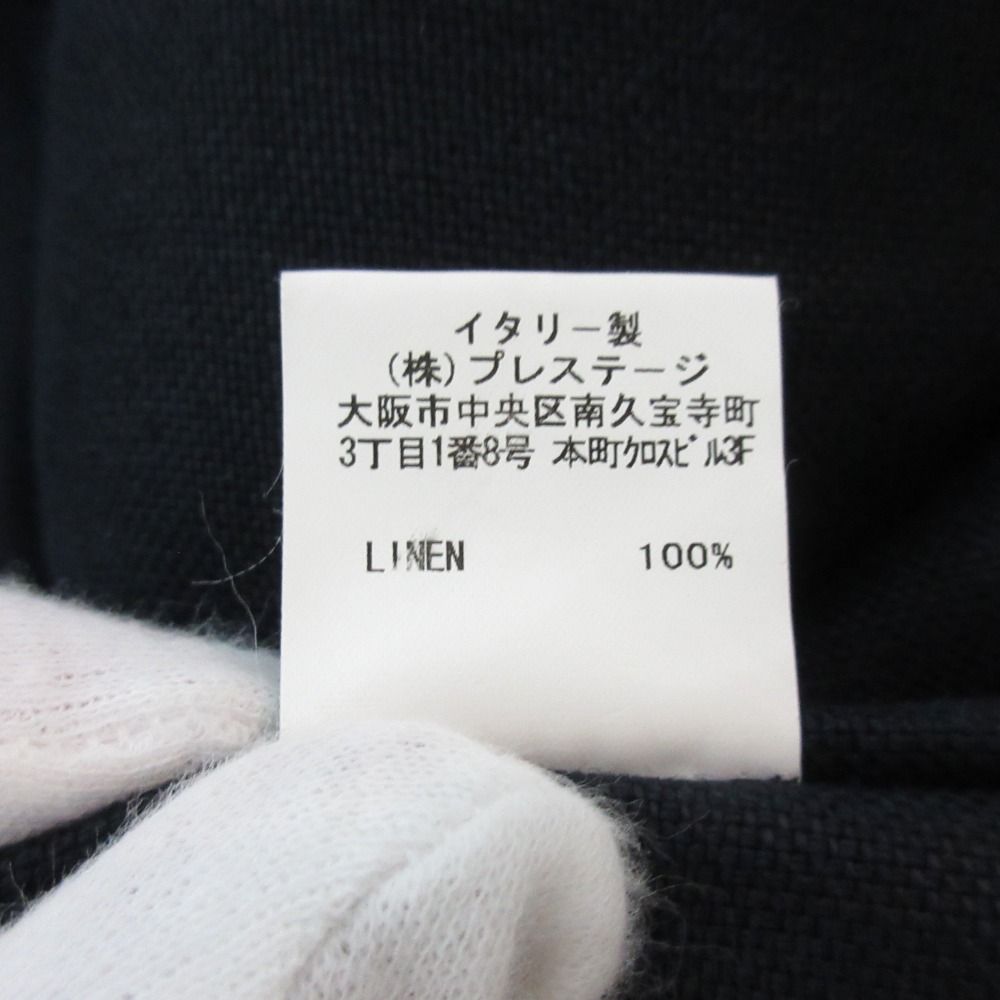 イタリー製
(株)プレステージ
大阪市中央区南久宝寺町
3丁目1番8号 本町ｸﾛｽﾋﾞﾙ3F
LINEN 100%